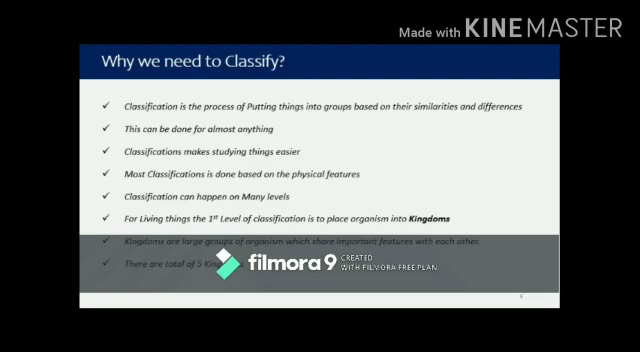 Made with KINEMASTER
Why we need to Classify?
✓ Classification is the process of Putting things into groups based on their similarities and differences
✓ This can be done for almost anything
✓ Classifications makes studying things easier
✓ Most Classifications is done based on the physical features
✓ Classification can happen on Many levels
✓ For Living things the 1st Level of classification is to place organism into Kingdoms
✓ Kingdoms are large groups of organism which share important features with each other.
✓ There are total of 5
filmora 9 CREATED
WITH FILMORA FREE PLAN
6